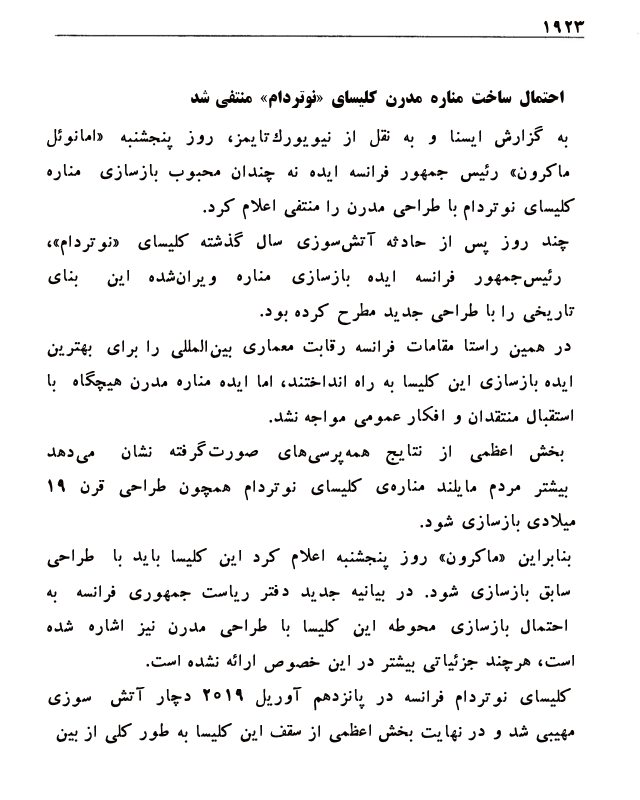 ۱۹۲۳
احتمال ساخت مناره مدرن کلیسای «نوتردام» منتفی شد
به گزارش ایسنا و به نقل از نیویورك‌تایمز، روز پنجشنبه «امانوئل
ماکرون» رئیس جمهور فرانسه ایده نه چندان محبوب بازسازی مناره
کلیسای نوتردام با طراحی مدرن را منتفی اعلام کرد.
چند روز پس از حادثه آتش‌سوزی سال گذشته کلیسای «نوتردام»،
رئیس‌جمهور فرانسه ایده بازسازی مناره ویران‌شده این بنای
تاریخی را با طراحی جدید مطرح کرده بود.
در همین راستا مقامات فرانسه رقابت معماری بین‌المللی را برای بهترین
ایده بازسازی این کلیسا به راه انداختند، اما ایده مناره مدرن هیچگاه با
استقبال منتقدان و افکار عمومی مواجه نشد.
بخش اعظمی از نتایج همه‌پرسی‌های صورت‌گرفته نشان می‌دهد
بیشتر مردم مایلند مناره‌ی کلیسای نوتردام همچون طراحی قرن ۱۹
میلادی بازسازی شود.
بنابراین «ماکرون» روز پنجشنبه اعلام کرد این کلیسا باید با طراحی
سابق بازسازی شود. در بیانیه جدید دفتر ریاست جمهوری فرانسه به
احتمال بازسازی محوطه این کلیسا با طراحی مدرن نیز اشاره شده
است، هرچند جزئیاتی بیشتر در این خصوص ارائه نشده است.
کلیسای نوتردام فرانسه در پانزدهم آوریل ۲۰۱۹ دچار آتش سوزی
مهیبی شد و در نهایت بخش اعظمی از سقف این کلیسا به طور کلی از بین